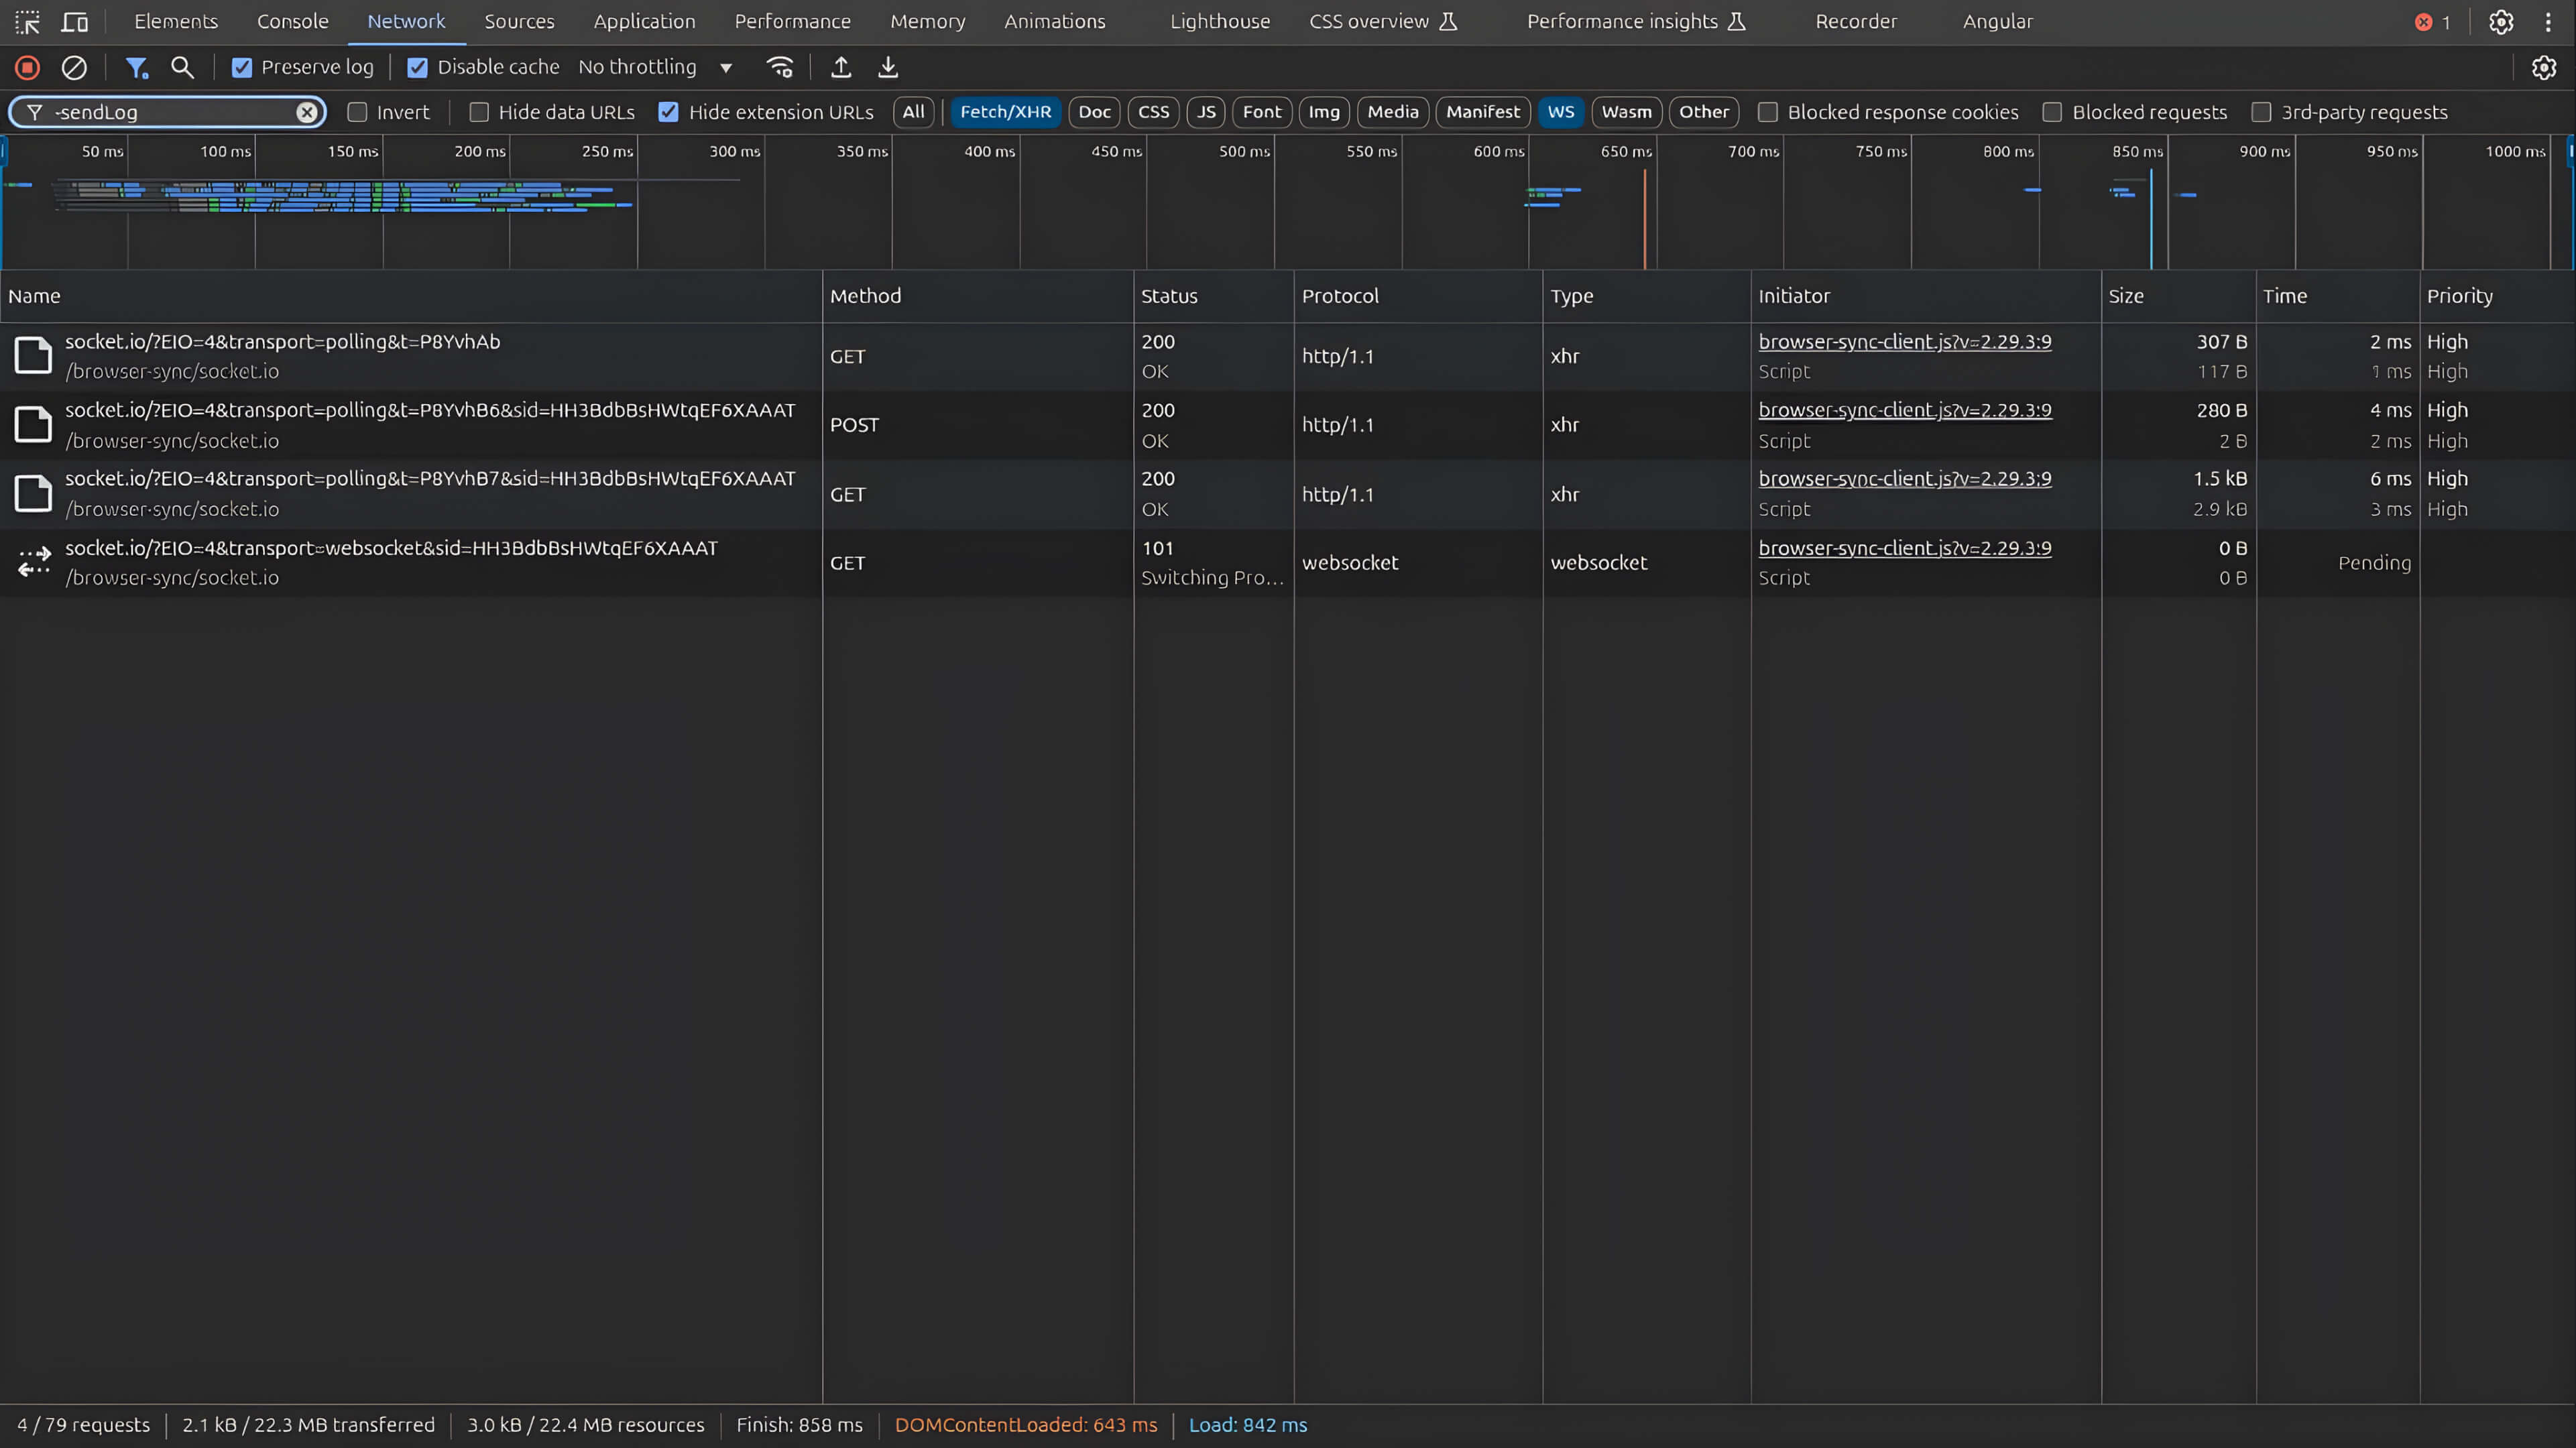 Elements Console Network Sources Application Performance Memory Animations Lighthouse CSS overview Performance insights Recorder Angular 1
Preserve log Disable cache No throttling
-sendLog Invert Hide data URLs Hide extension URLs All Fetch/XHR Doc CSS JS Font Img Media Manifest WS Wasm Other Blocked response cookies Blocked requests 3rd-party requests
50 ms 100 ms 150 ms 200 ms 250 ms 300 ms 350 ms 400 ms 450 ms 500 ms 550 ms 600 ms 650 ms 700 ms 750 ms 800 ms 850 ms 900 ms 950 ms 1000 ms
Name Method Status Protocol Type Initiator Size Time Priority
socket.io/?EIO=4&transport=polling&t=P8YvhAb GET 200 http/1.1 xhr browser-sync-client.js?v=2.29.3:9 307 B 2 ms High
/browser-sync/socket.io OK Script 117 B 1 ms High
socket.io/?EIO=4&transport=polling&t=P8YvhB6&sid=HH3BdbBsHWtqEF6XAAAT POST 200 http/1.1 xhr browser-sync-client.js?v=2.29.3:9 280 B 4 ms High
/browser-sync/socket.io OK Script 2 B 2 ms High
socket.io/?EIO=4&transport=polling&t=P8YvhB7&sid=HH3BdbBsHWtqEF6XAAAT GET 200 http/1.1 xhr browser-sync-client.js?v=2.29.3:9 1.5 kB 6 ms High
/browser-sync/socket.io OK Script 2.9 kB 3 ms High
socket.io/?EIO=4&transport=websocket&sid=HH3BdbBsHWtqEF6XAAAT GET 101 websocket websocket browser-sync-client.js?v=2.29.3:9 0 B Pending
/browser-sync/socket.io Switching Pro... Script 0 B
4 / 79 requests 2.1 kB / 22.3 MB transferred 3.0 kB / 22.4 MB resources Finish: 858 ms DOMContentLoaded: 643 ms Load: 842 ms